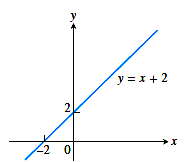 y
y = x + 2
2
x
−2 0